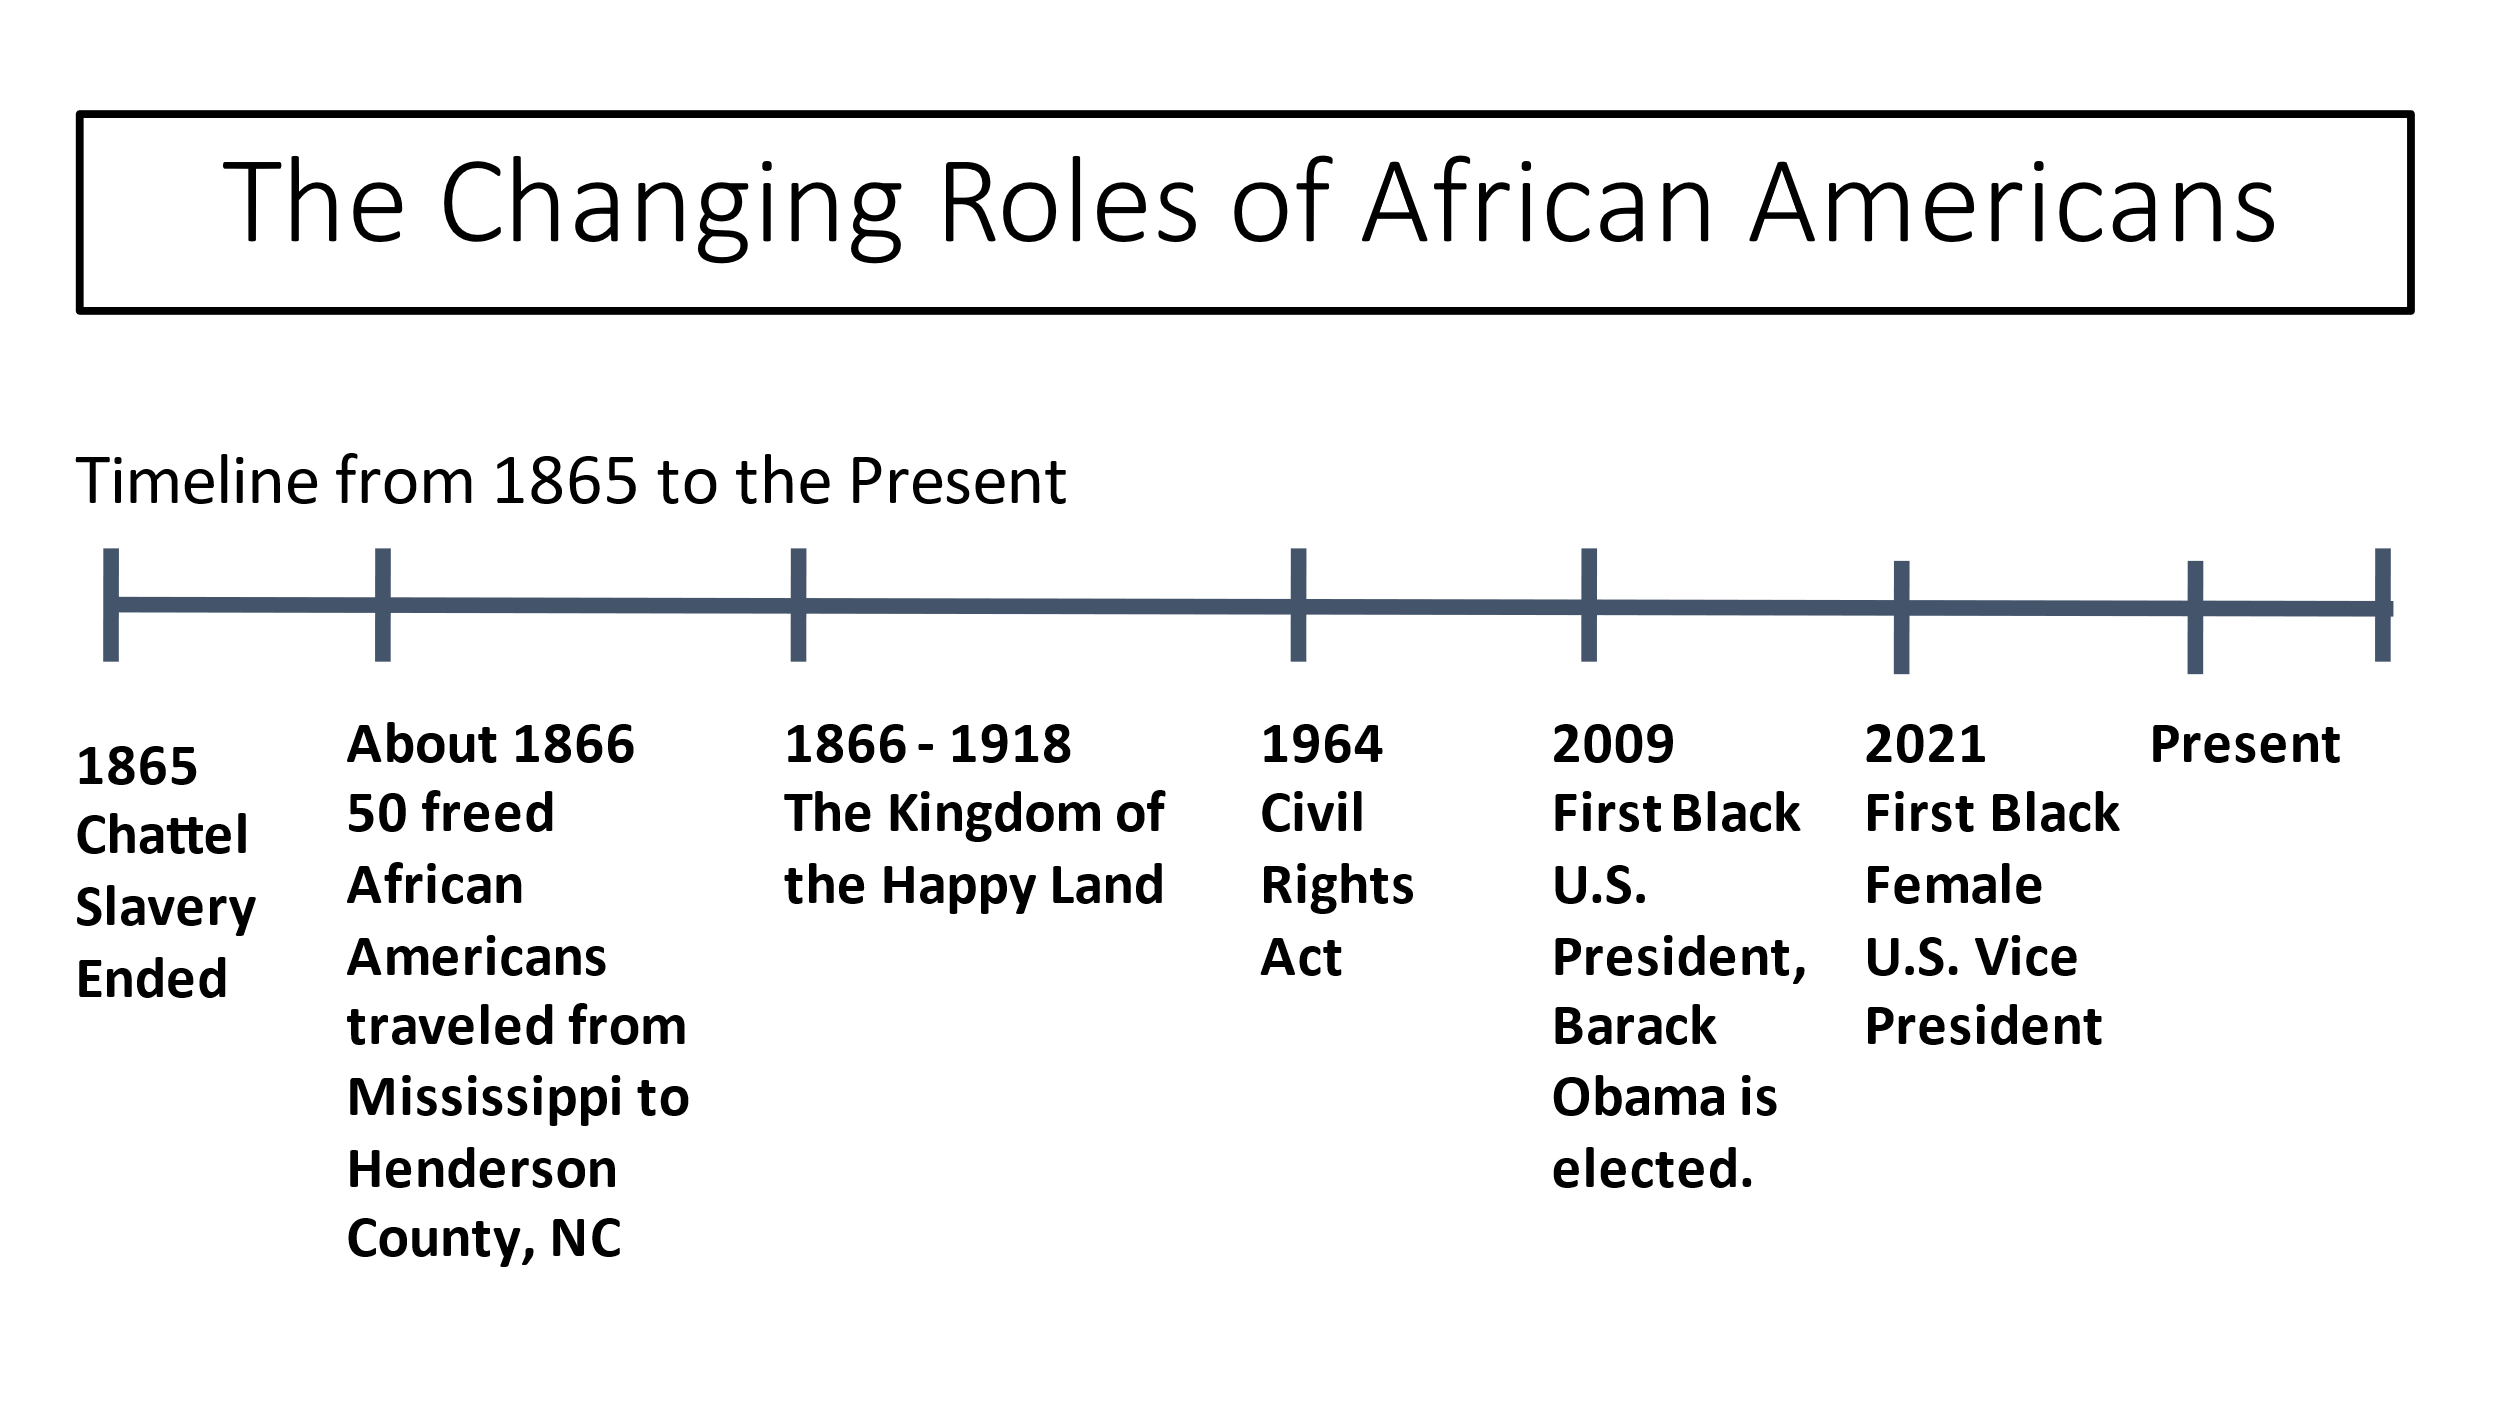 The Changing Roles of African Americans
Timeline from 1865 to the Present
1865
Chattel
Slavery
Ended
About 1866
50 freed
African
Americans
traveled from
Mississippi to
Henderson
County, NC
1866 - 1918
The Kingdom of
the Happy Land
1964
Civil
Rights
Act
2009
First Black
U.S.
President,
Barack
Obama is
elected.
2021
First Black
Female
U.S. Vice
President
Present